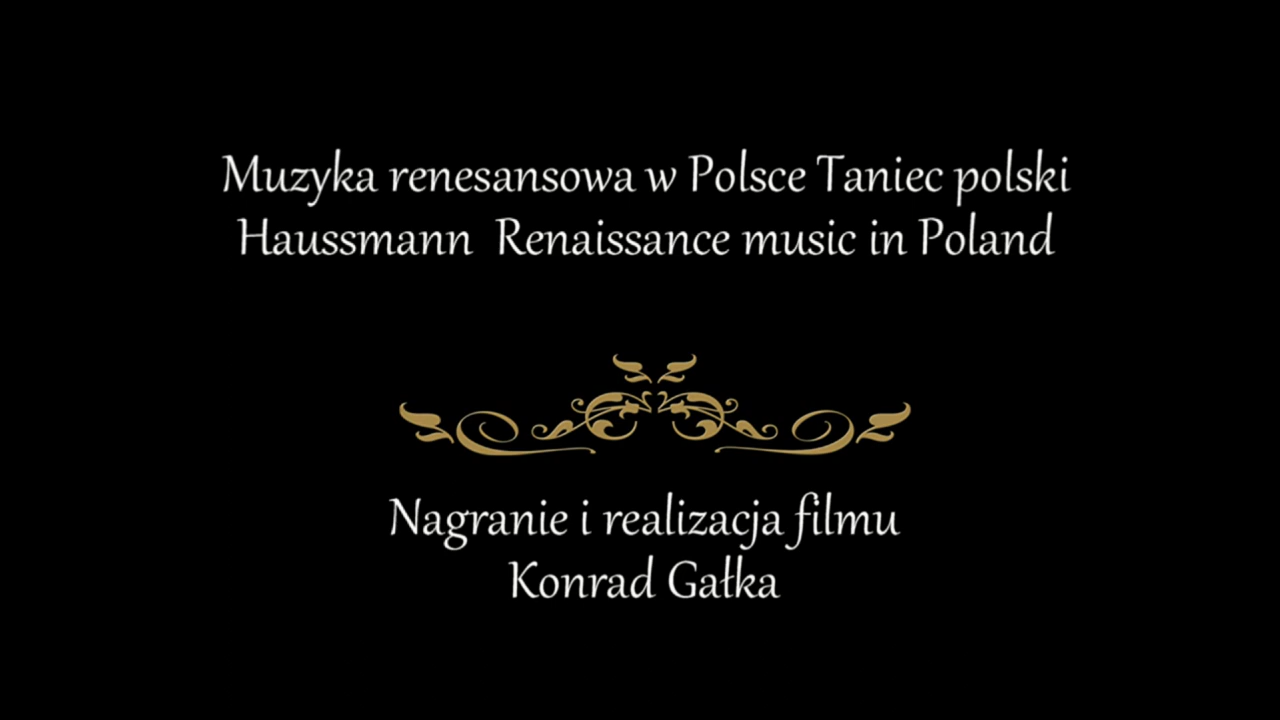 Muzyka renesansowa w Polsce Taniec polski
Haussmann Renaissance music in Poland
Nagranie i realizacja filmu
Konrad Gałka